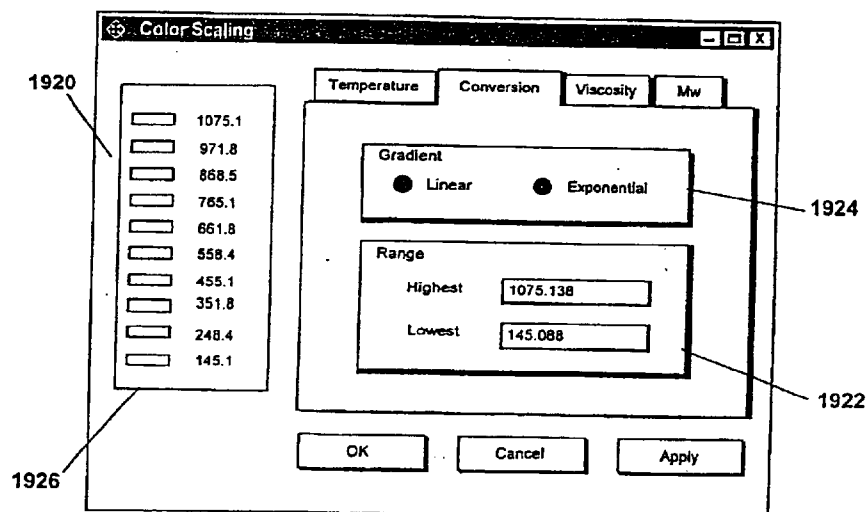 Color Scaling
1920
1075.1
971.8
868.5
765.1
661.8
558.4
455.1
351.8
248.4
145.1
1926
Temperature
Conversion
Viscosity
Mw
Gradient
Linear
Exponential
1924
Range
Highest
1075.138
Lowest
145.088
1922
OK
Cancel
Apply